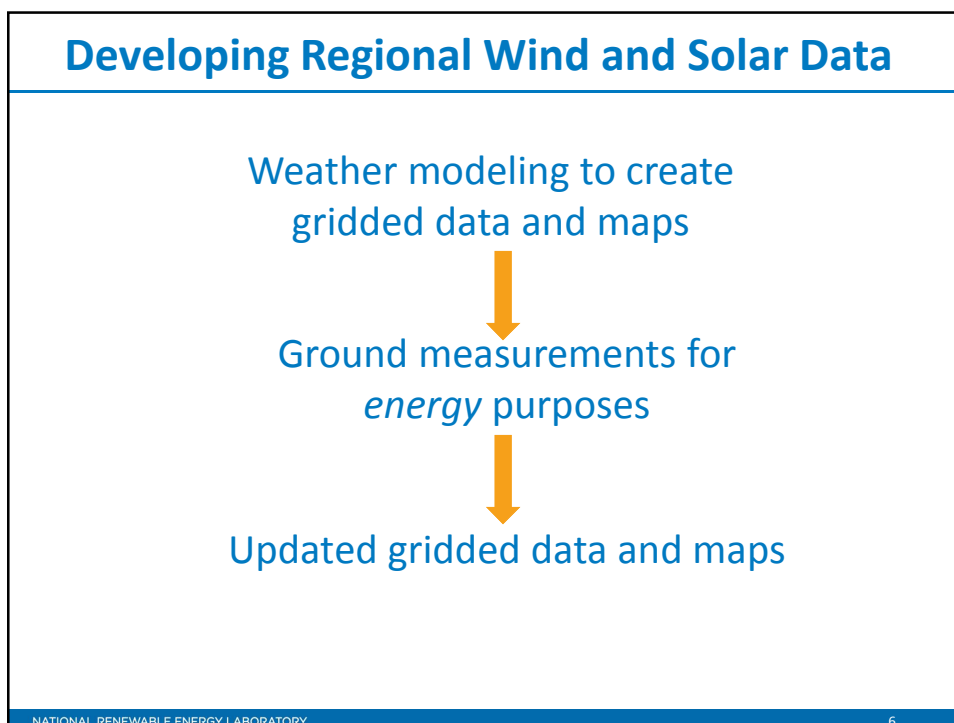 Developing Regional Wind and Solar Data
Weather modeling to create
gridded data and maps
Ground measurements for
energy purposes
Updated gridded data and maps
NATIONAL RENEWABLE ENERGY LABORATORY
6